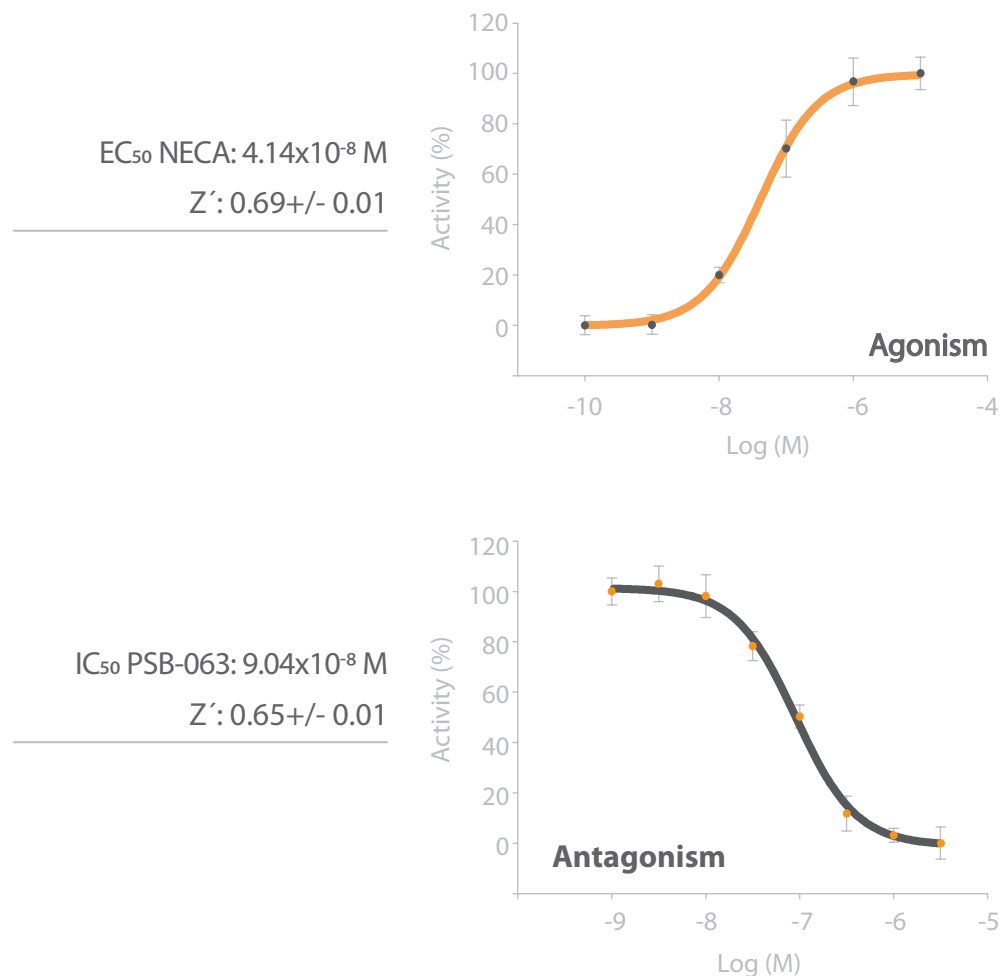 EC₅₀ NECA: 4.14x10⁻⁸ M
Z´: 0.69+/- 0.01
Activity (%)
120
100
80
60
40
20
0
Agonism
-10
-8
-6
-4
Log (M)
IC₅₀ PSB-063: 9.04x10⁻⁸ M
Z´: 0.65+/- 0.01
Activity (%)
120
100
80
60
40
20
0
Antagonism
-9
-8
-7
-6
-5
Log (M)